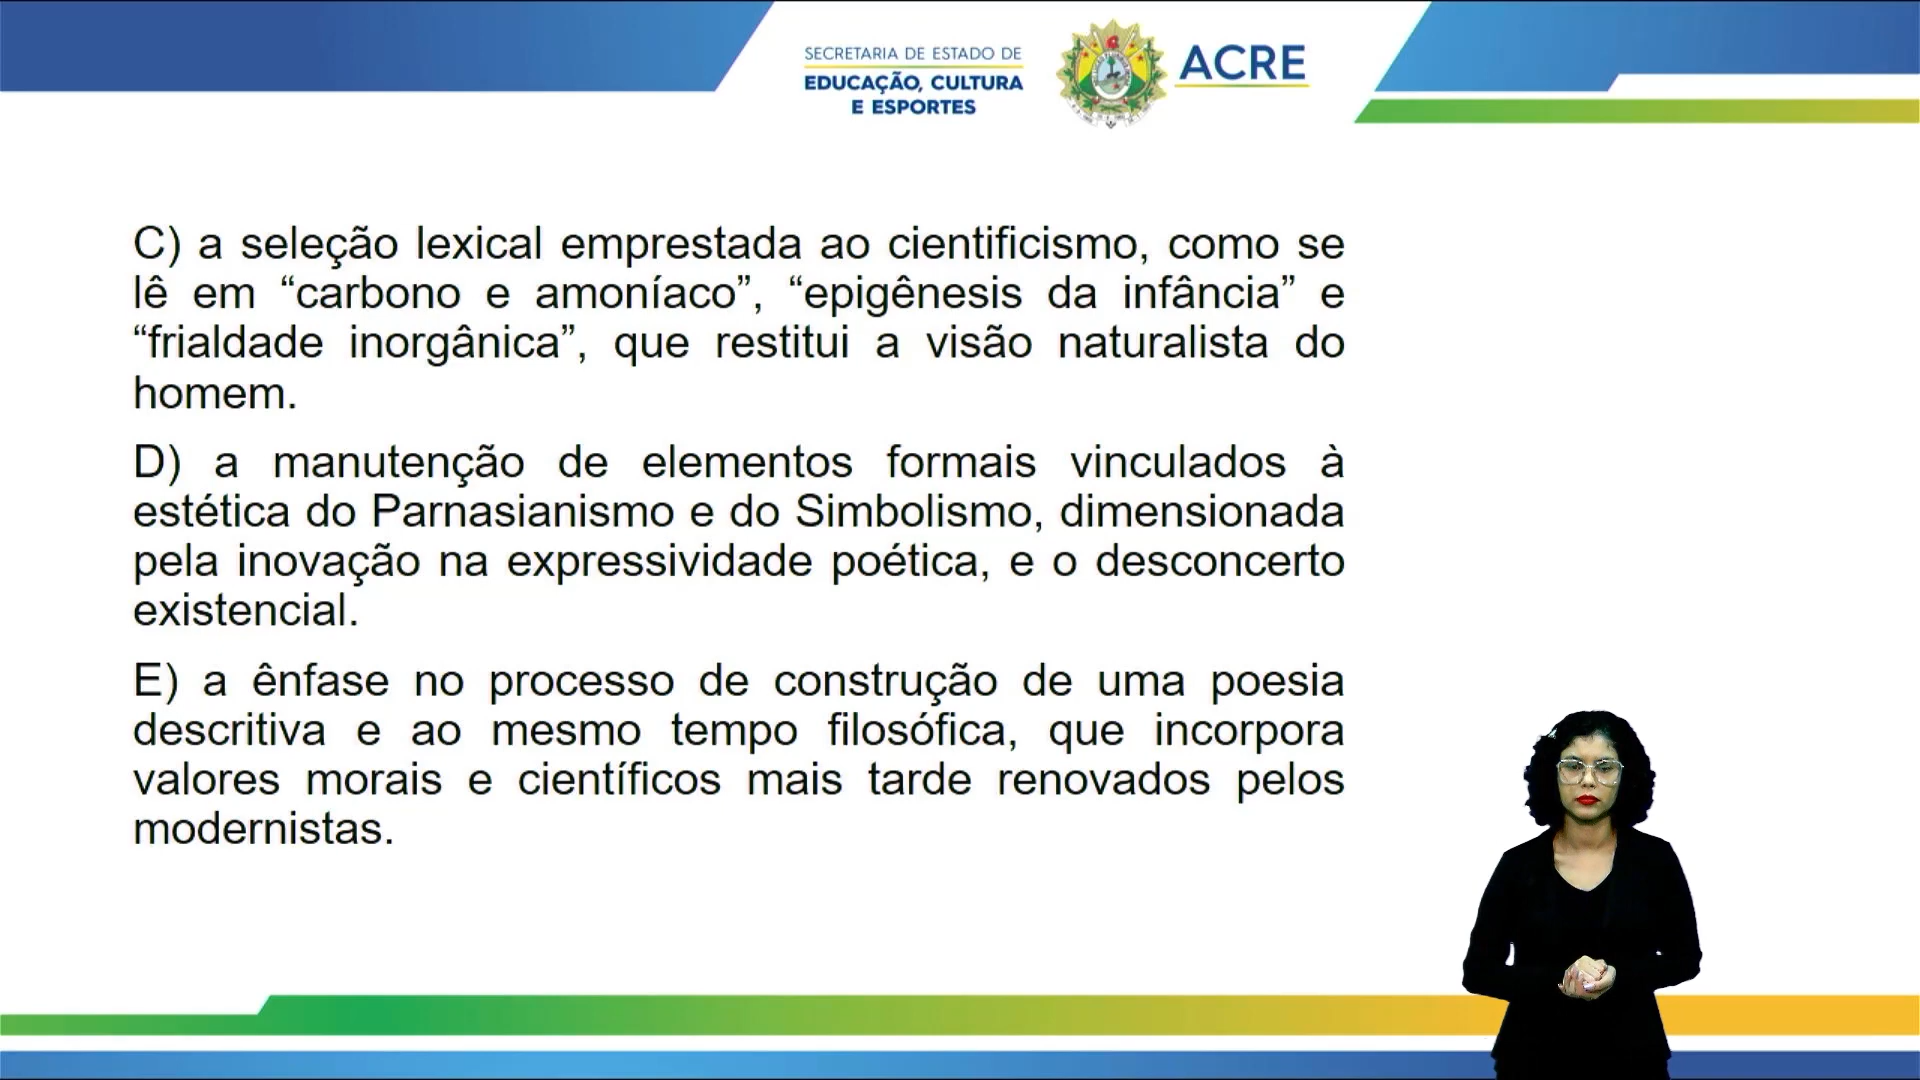 SECRETARIA DE ESTADO DE
EDUCAÇÃO, CULTURA
E ESPORTES
ACRE
C) a seleção lexical emprestada ao cientificismo, como se
lê em “carbono e amoníaco”, “epigênesis da infância” e
“frialdade inorgânica”, que restitui a visão naturalista do
homem.
D) a manutenção de elementos formais vinculados à
estética do Parnasianismo e do Simbolismo, dimensionada
pela inovação na expressividade poética, e o desconcerto
existencial.
E) a ênfase no processo de construção de uma poesia
descritiva e ao mesmo tempo filosófica, que incorpora
valores morais e científicos mais tarde renovados pelos
modernistas.